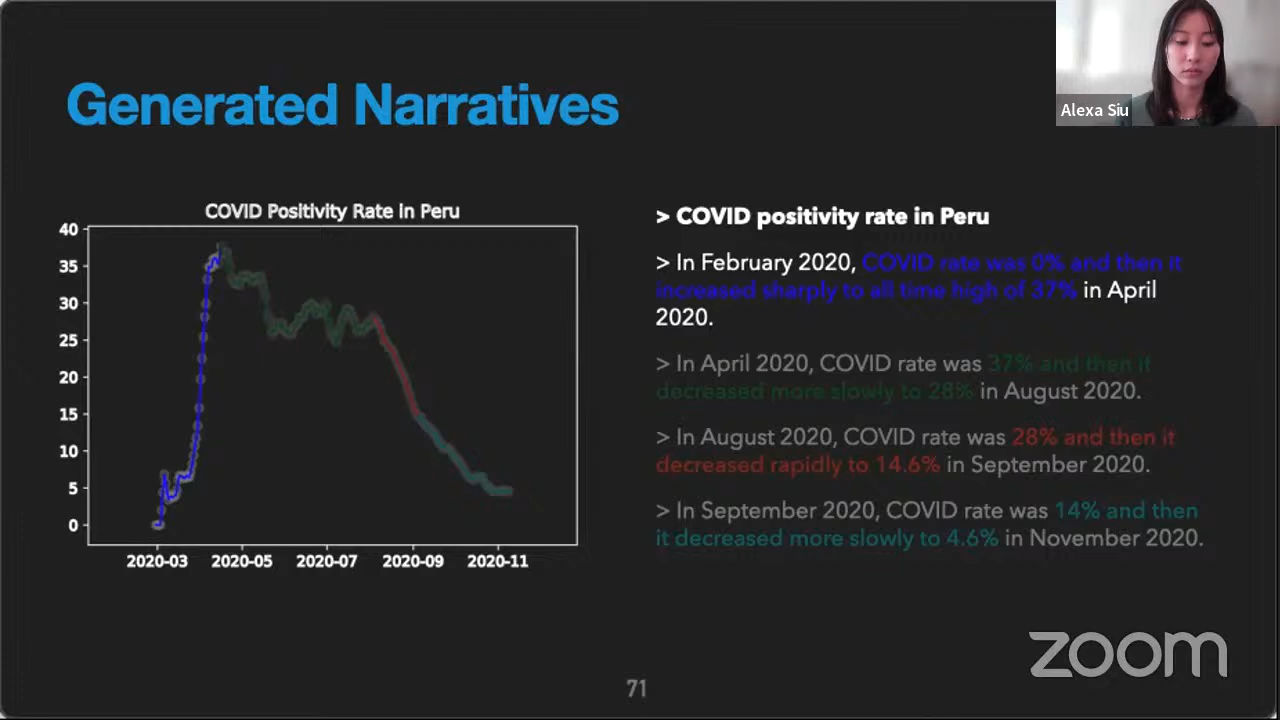 Generated Narratives
Alexa Siu
COVID Positivity Rate in Peru
40
35
30
25
20
15
10
5
0
2020-03 2020-05 2020-07 2020-09 2020-11
> COVID positivity rate in Peru
> In February 2020, COVID rate was 0% and then it
increased sharply to all time high of 37% in April
2020.
> In April 2020, COVID rate was 37% and then it
decreased more slowly to 28% in August 2020.
> In August 2020, COVID rate was 28% and then it
decreased rapidly to 14.6% in September 2020.
> In September 2020, COVID rate was 14% and then
it decreased more slowly to 4.6% in November 2020.
zoom
71